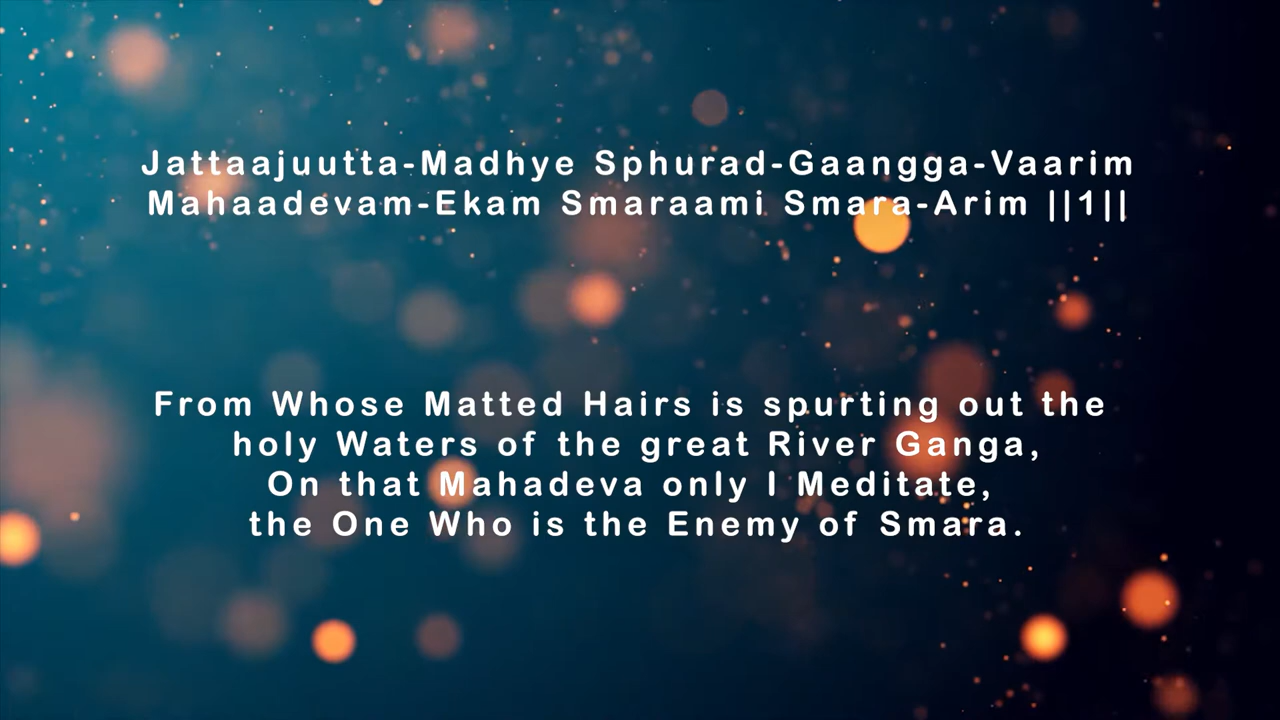 Jattaajuutta-Madhye Sphurad-Gaangga-Vaarim
Mahaadevam-Ekam Smaraami Smara-Arim ||1||
From Whose Matted Hairs is spurting out the
holy Waters of the great River Ganga,
On that Mahadeva only I Meditate,
the One Who is the Enemy of Smara.